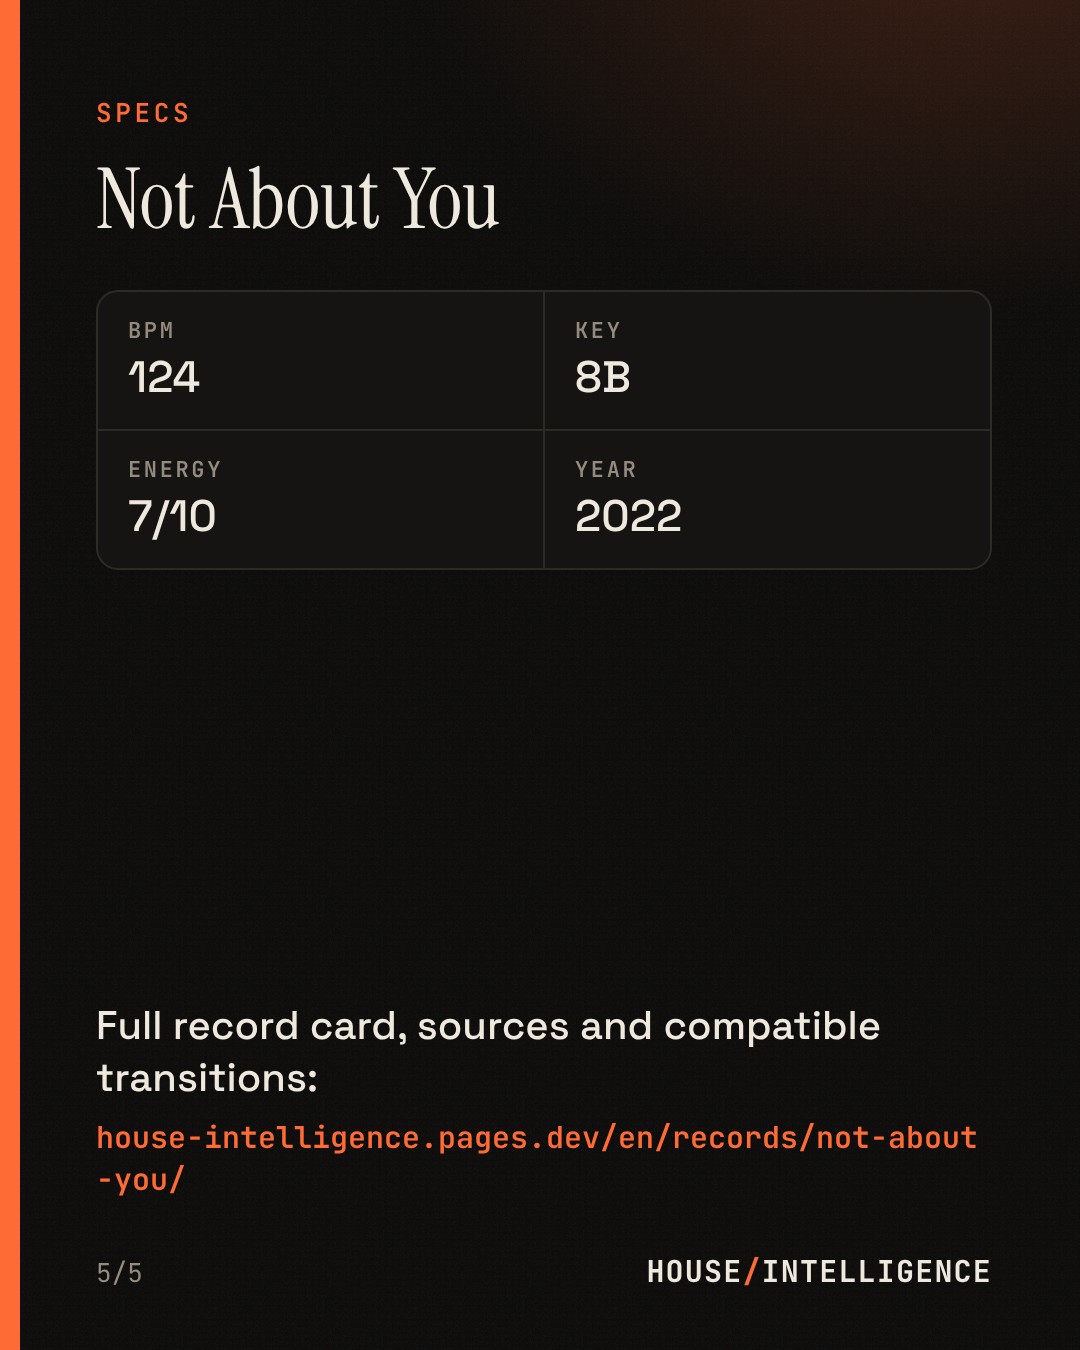 SPECS
Not About You
BPM
124
KEY
8B
ENERGY
7/10
YEAR
2022
Full record card, sources and compatible
transitions:
house-intelligence.pages.dev/en/records/not-about
-you/
5/5
HOUSE/INTELLIGENCE